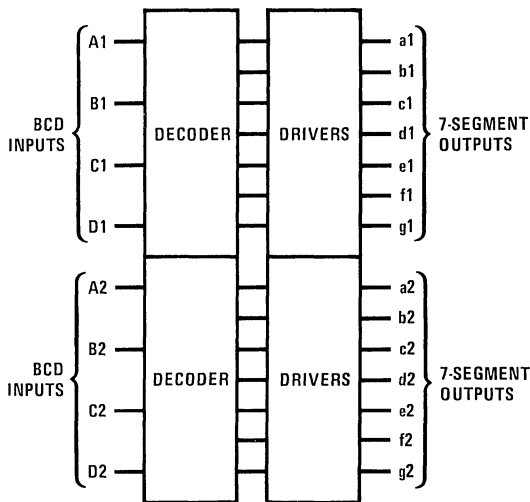 A1
B1
C1
D1
BCD
INPUTS
DECODER
DRIVERS
a1
b1
c1
d1
e1
f1
g1
7-SEGMENT
OUTPUTS
A2
B2
C2
D2
BCD
INPUTS
DECODER
DRIVERS
a2
b2
c2
d2
e2
f2
g2
7-SEGMENT
OUTPUTS